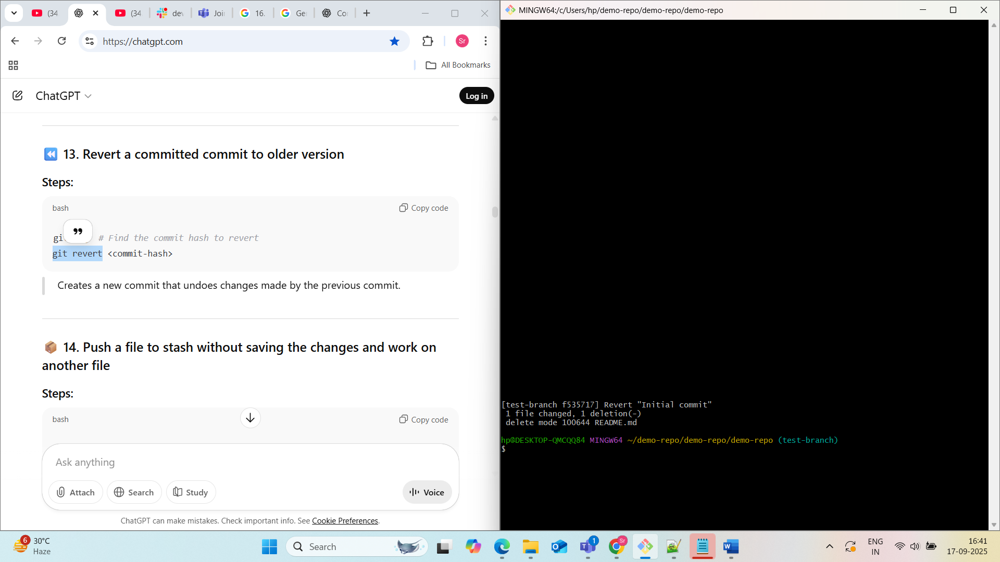 (34
(34
dev
Joi
16.
Ge
Co
https://chatgpt.com
Sr
All Bookmarks
ChatGPT
Log in
13. Revert a committed commit to older version
Steps:
bash
Copy code
gi
# Find the commit hash to revert
git revert <commit-hash>
Creates a new commit that undoes changes made by the previous commit.
14. Push a file to stash without saving the changes and work on
another file
Steps:
bash
Copy code
Ask anything
Attach
Search
Study
Voice
ChatGPT can make mistakes. Check important info. See Cookie Preferences.
MINGW64:/c/Users/hp/demo-repo/demo-repo/demo-repo
[test-branch f535717] Revert "Initial commit"
1 file changed, 1 deletion(-)
delete mode 100644 README.md
hp@DESKTOP-QMCQQ84 MINGW64 ~/demo-repo/demo-repo/demo-repo (test-branch)
$
6
30°C
Haze
Search
1
Sr
ENG
IN
16:41
17-09-2025